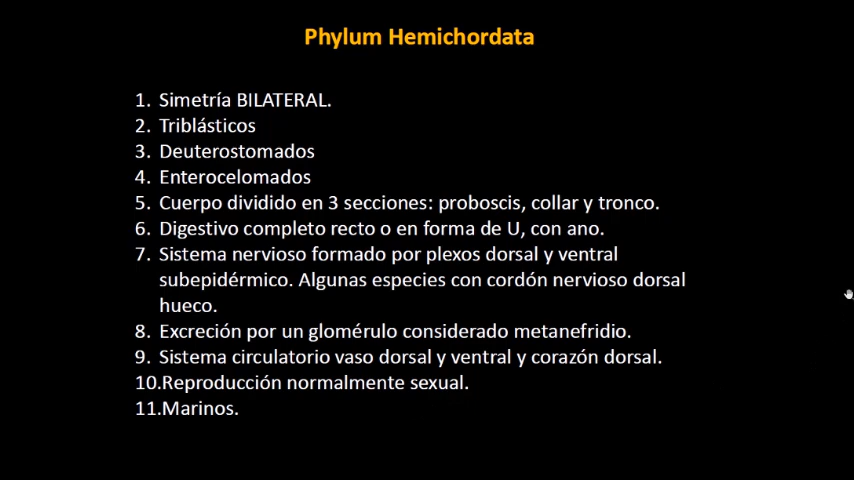 Phylum Hemichordata
1. Simetría BILATERAL.
2. Triblásticos
3. Deuterostomados
4. Enterocelomados
5. Cuerpo dividido en 3 secciones: proboscis, collar y tronco.
6. Digestivo completo recto o en forma de U, con ano.
7. Sistema nervioso formado por plexos dorsal y ventral
subepidérmico. Algunas especies con cordón nervioso dorsal
hueco.
8. Excreción por un glomérulo considerado metanefridio.
9. Sistema circulatorio vaso dorsal y ventral y corazón dorsal.
10.Reproducción normalmente sexual.
11.Marinos.